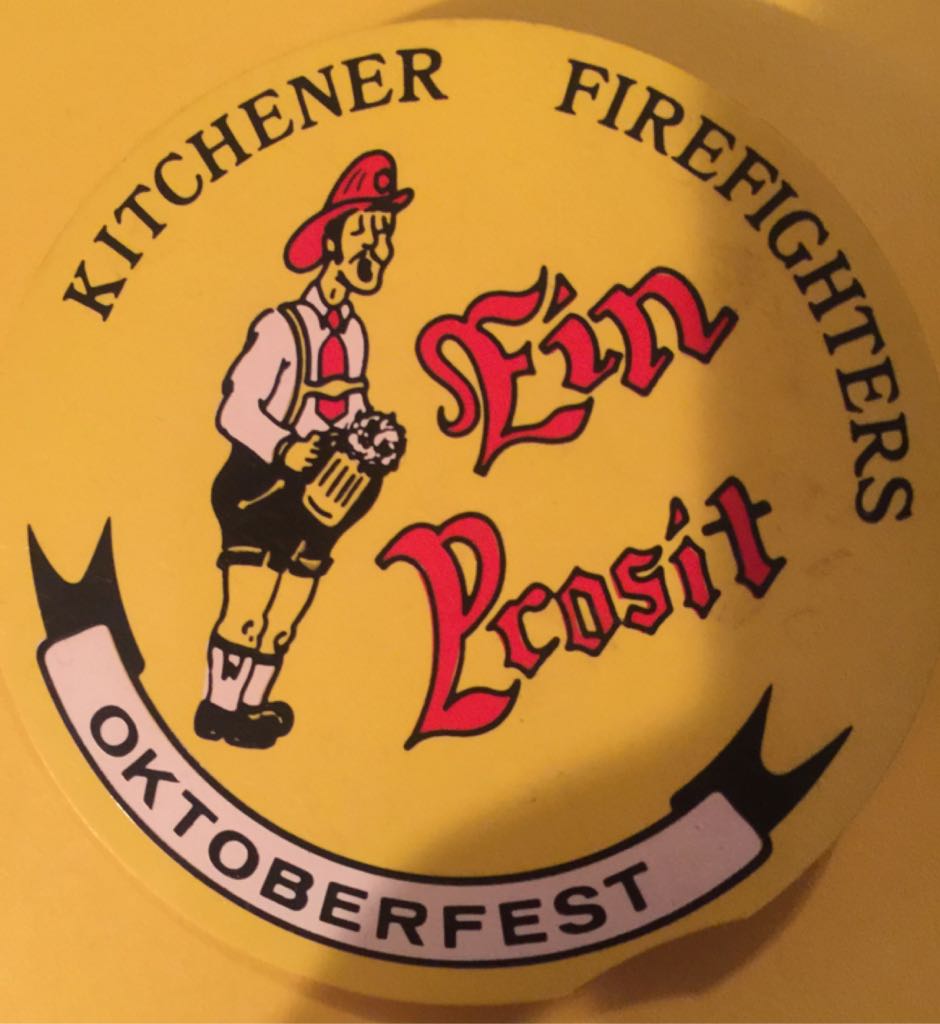 KITCHENER FIREFIGHTERS
Ein
Prosit
OKTOBERFEST